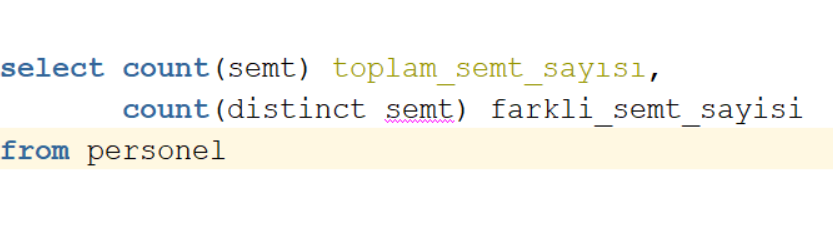 select count(semt) toplam_semt_sayısı,
count(distinct semt) farkli_semt_sayisi
from personel